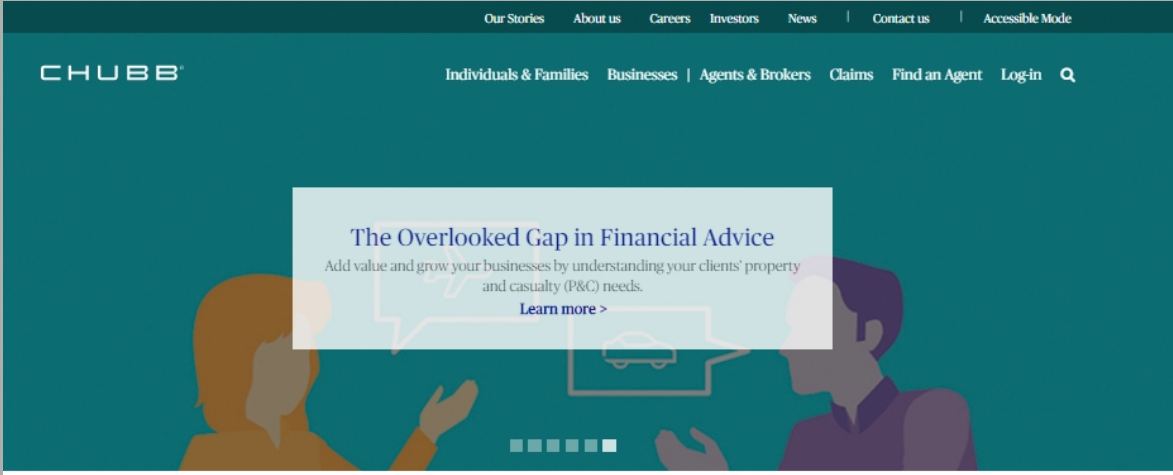 Our Stories About us Careers Investors News | Contact us | Accessible Mode
CHUBB®
Individuals & Families Businesses | Agents & Brokers Claims Find an Agent Log-in
The Overlooked Gap in Financial Advice
Add value and grow your businesses by understanding your clients' property
and casualty (P&C) needs.
Learn more >